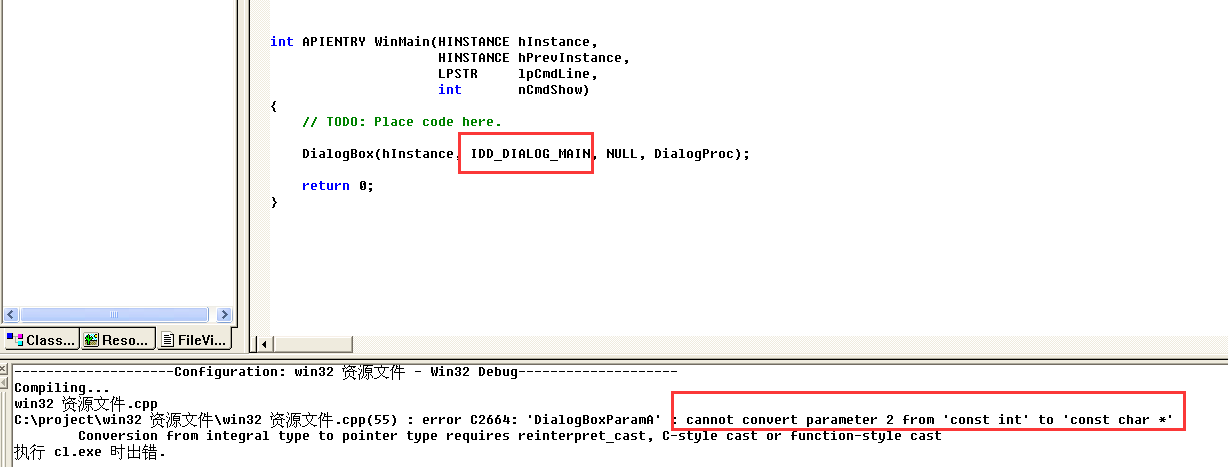 int APIENTRY WinMain(HINSTANCE hInstance,
HINSTANCE hPrevInstance,
LPSTR     lpCmdLine,
int       nCmdShow)
{
// TODO: Place code here.
DialogBox(hInstance, IDD_DIALOG_MAIN, NULL, DialogProc);
return 0;
}
Class... Reso... FileVi...
--------------------Configuration: win32 资源文件 - Win32 Debug--------------------
Compiling...
win32 资源文件.cpp
C:\project\win32 资源文件\win32 资源文件.cpp(55) : error C2664: 'DialogBoxParamA' : cannot convert parameter 2 from 'const int' to 'const char *'
Conversion from integral type to pointer type requires reinterpret_cast, C-style cast or function-style cast
执行 cl.exe 时出错.